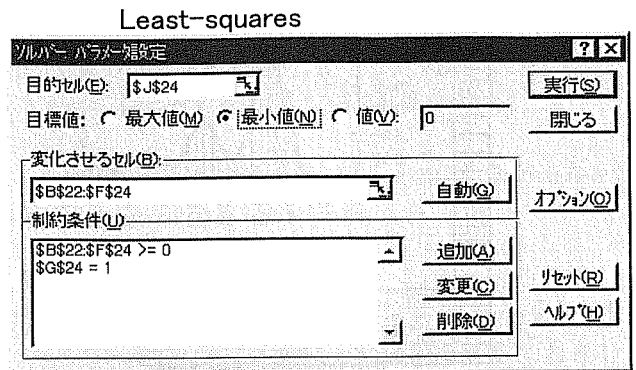 Least-squares
ソルバー パラメータ設定
目的セル(E): $J$24
目標値: 最大値(M) 最小値(N) 値(V): 0
変化させるセル(B):
$B$22:$F$24
自動(G)
制約条件(U)
$B$22:$F$24 >= 0
$G$24 = 1
追加(A)
変更(C)
削除(D)
実行(S)
閉じる
オプション(O)
リセット(R)
ヘルプ(H)